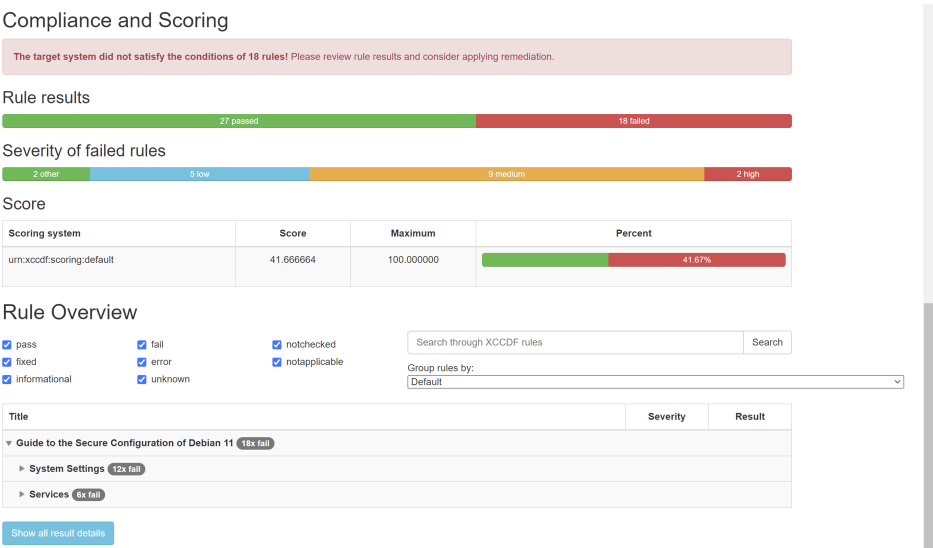 Compliance and Scoring
The target system did not satisfy the conditions of 18 rules! Please review rule results and consider applying remediation.
Rule results
27 passed 18 failed
Severity of failed rules
2 other 5 low 9 medium 2 high
Score
Scoring system Score Maximum Percent
urn:xccdf:scoring:default 41.666664 100.000000 41.67%
Rule Overview
pass fail notchecked
fixed error notapplicable
informational unknown
Search through XCCDF rules Search
Group rules by:
Default
Title Severity Result
Guide to the Secure Configuration of Debian 11 18x fail
System Settings 12x fail
Services 6x fail
Show all result details